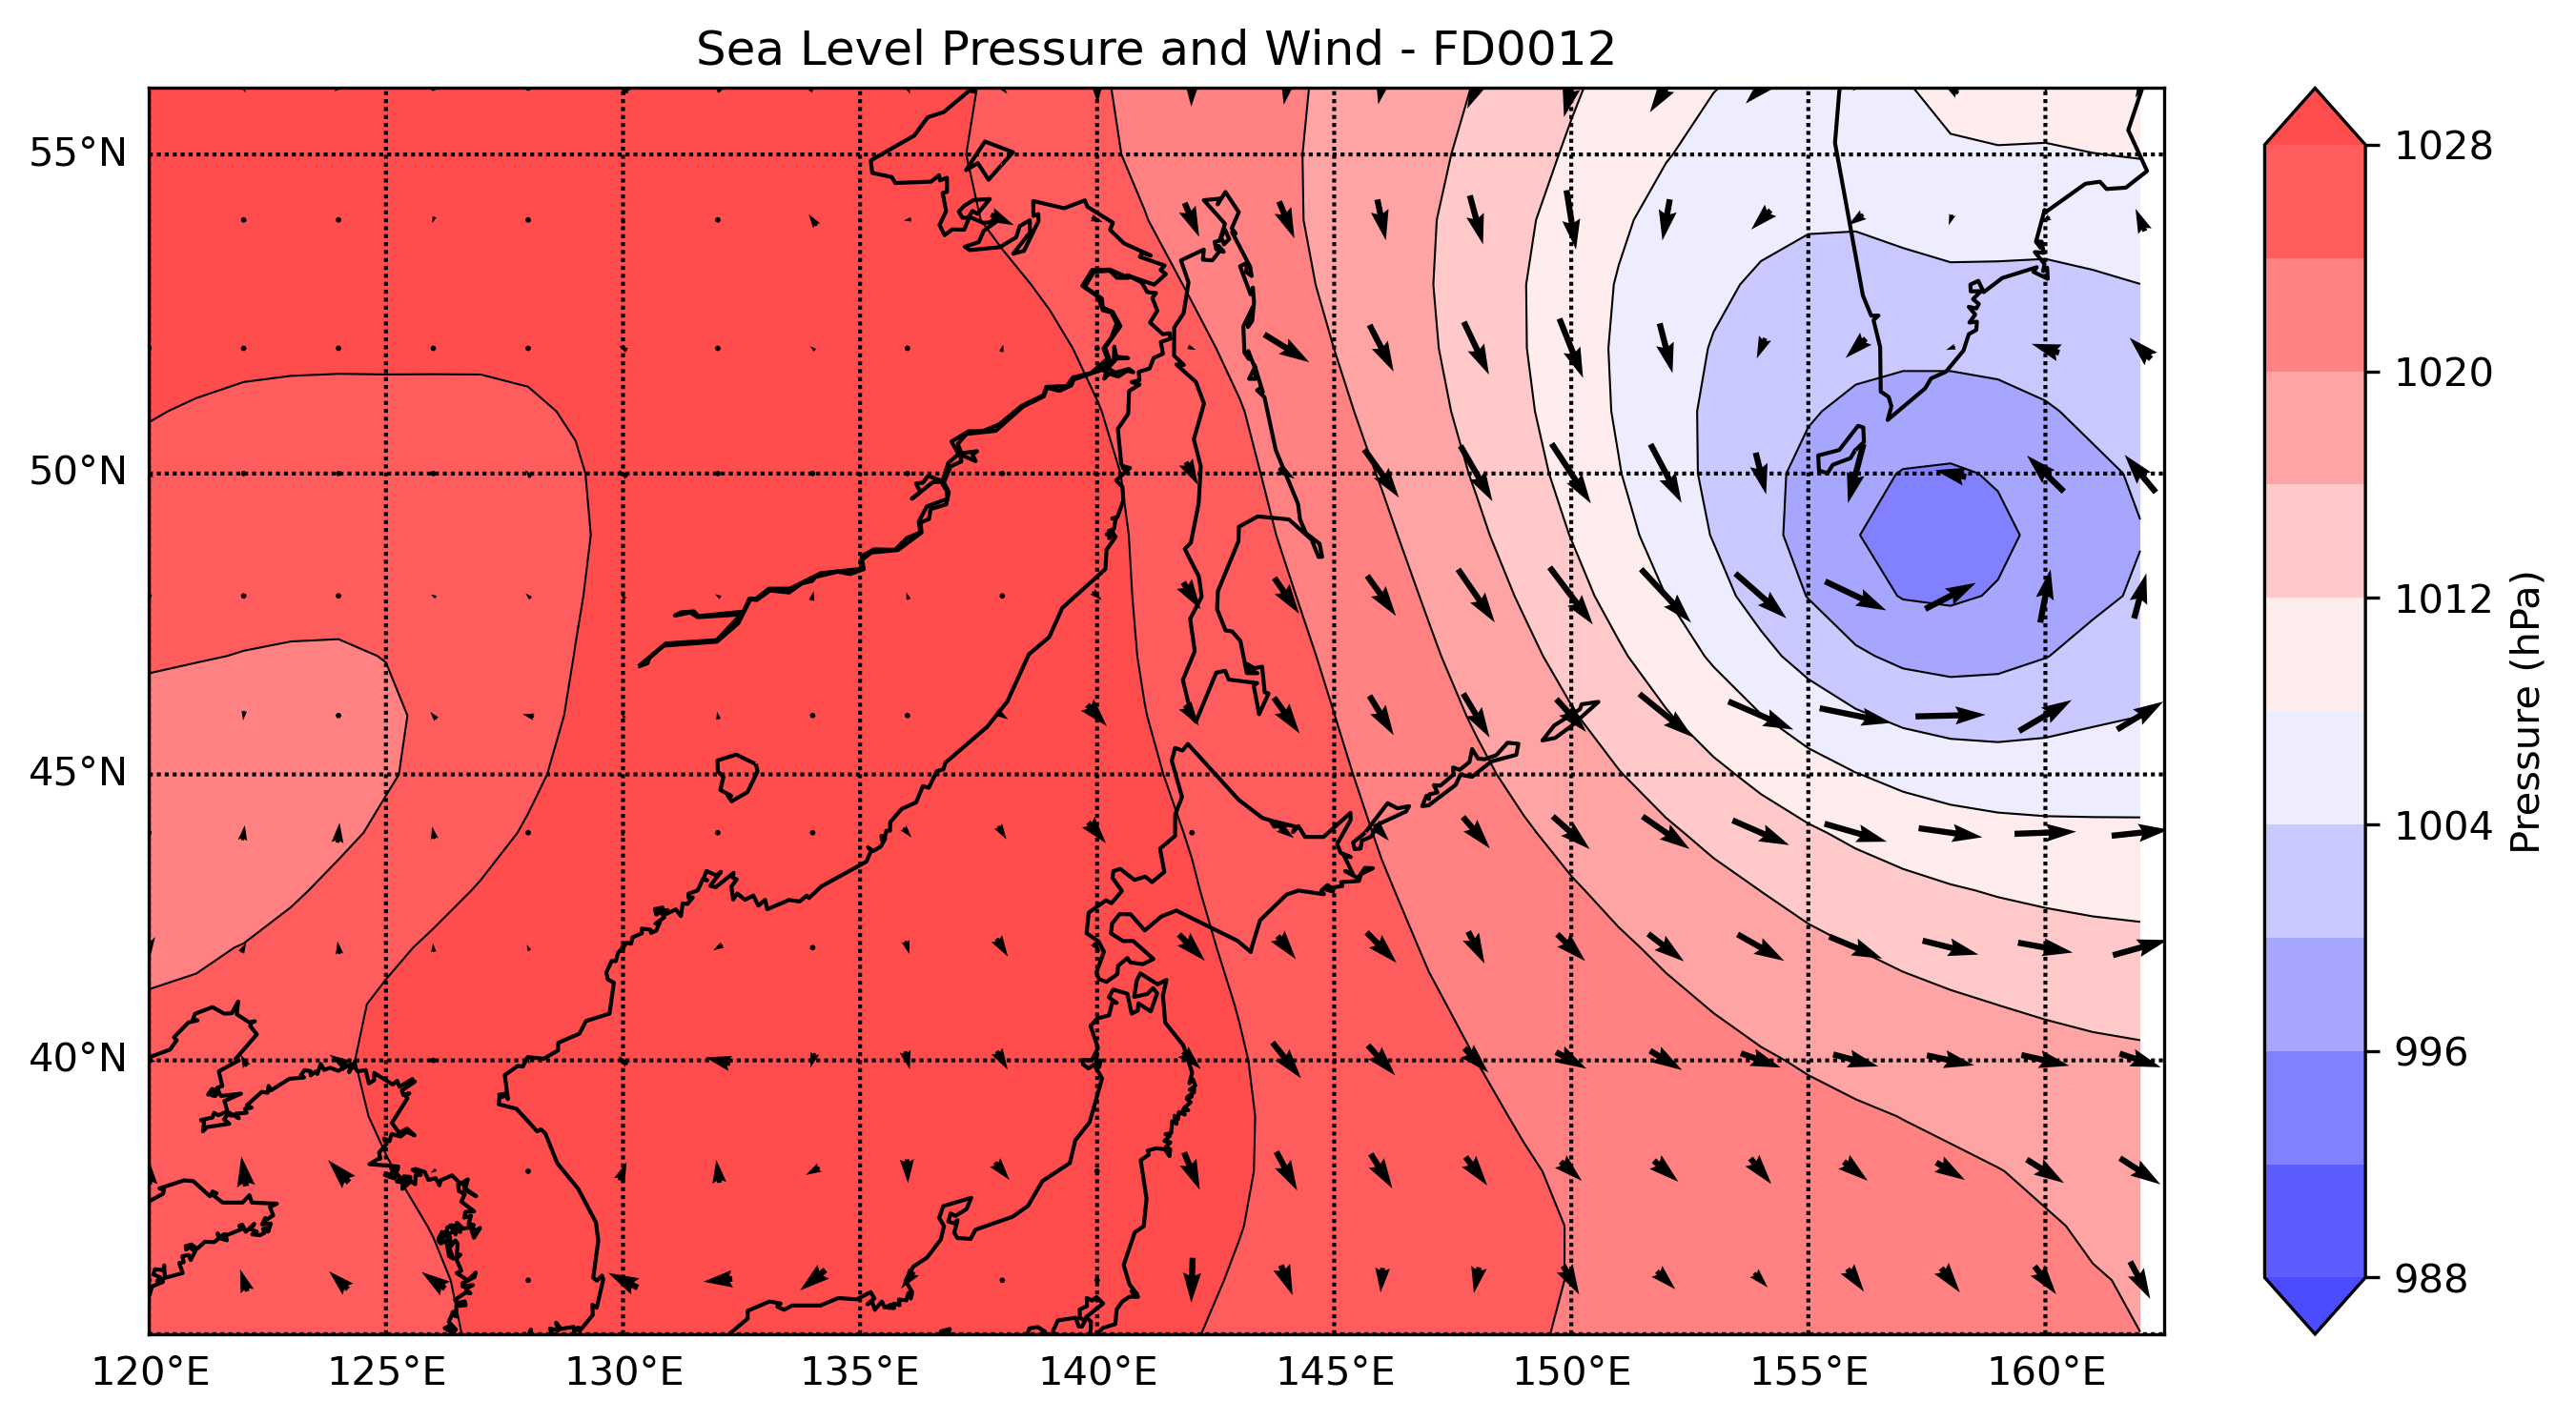 Sea Level Pressure and Wind - FD0012
55°N
50°N
45°N
40°N
120°E 125°E 130°E 135°E 140°E 145°E 150°E 155°E 160°E
1028
1020
1012
1004
996
988
Pressure (hPa)